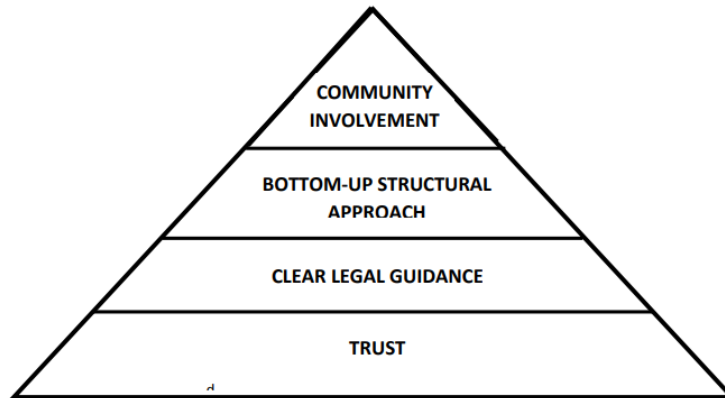 COMMUNITY
INVOLVEMENT
BOTTOM-UP STRUCTURAL
APPROACH
CLEAR LEGAL GUIDANCE
TRUST
d